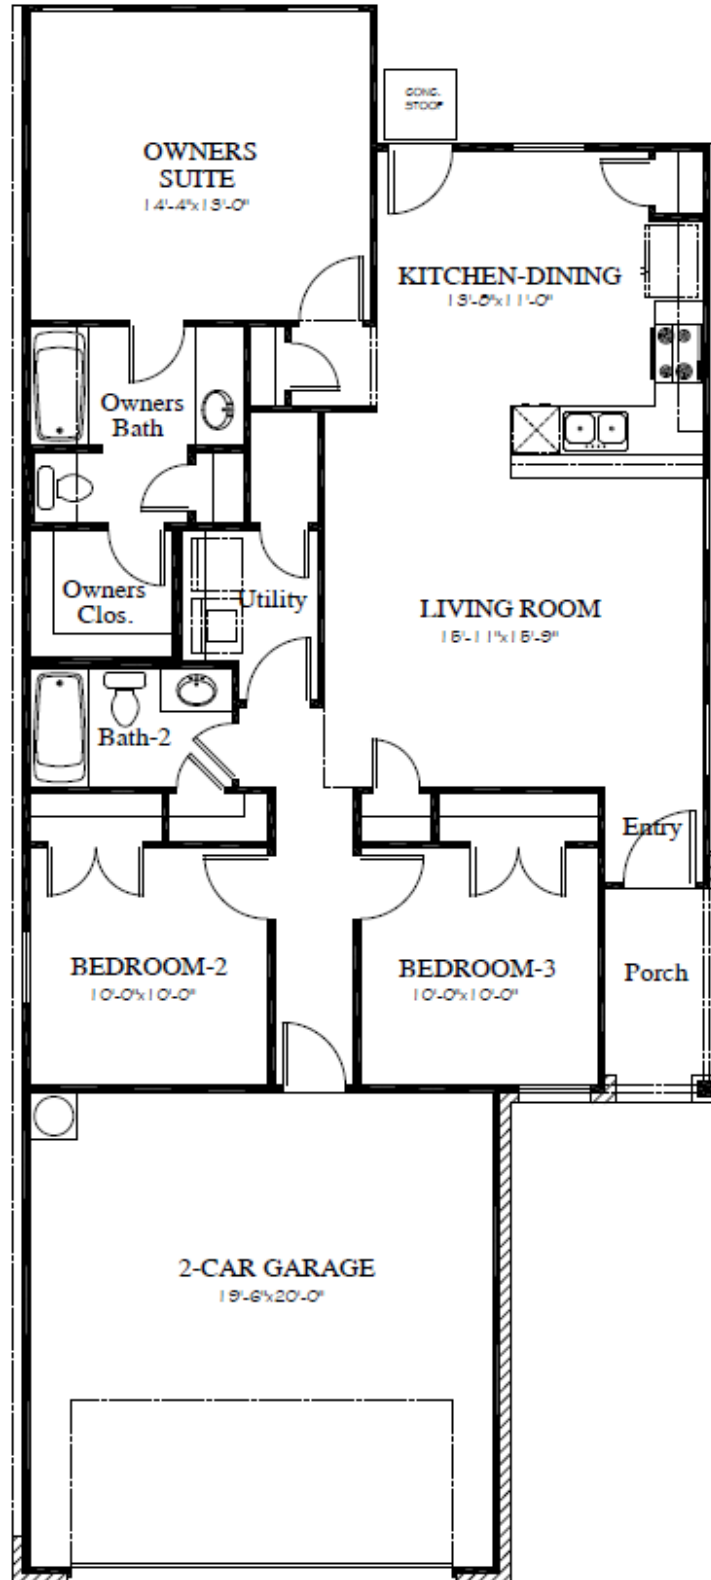 CONC.
STOOP
OWNERS
SUITE
14'-4"x13'-0"
KITCHEN-DINING
13'-8"x11'-0"
Owners
Bath
Owners
Clos.
Utility
LIVING ROOM
15'-11"x15'-9"
Bath-2
Entry
BEDROOM-2
10'-0"x10'-0"
BEDROOM-3
10'-0"x10'-0"
Porch
2-CAR GARAGE
19'-6"x20'-0"